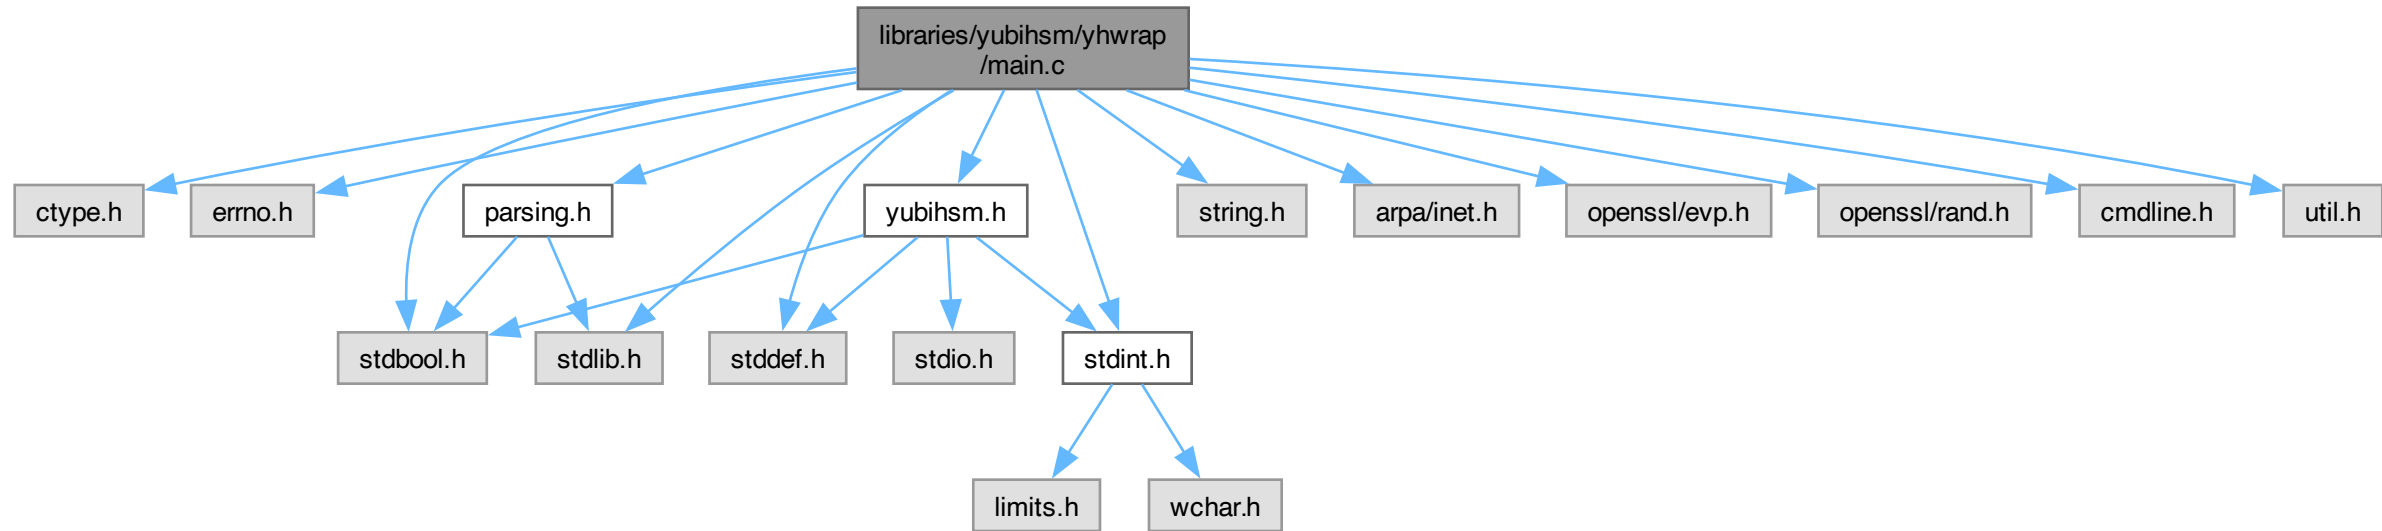 libraries/yubihsm/yhwrap
/main.c
ctype.h
errno.h
parsing.h
yubihsm.h
string.h
arpa/inet.h
openssl/evp.h
openssl/rand.h
cmdline.h
util.h
stdbool.h
stdlib.h
stddef.h
stdio.h
stdint.h
limits.h
wchar.h